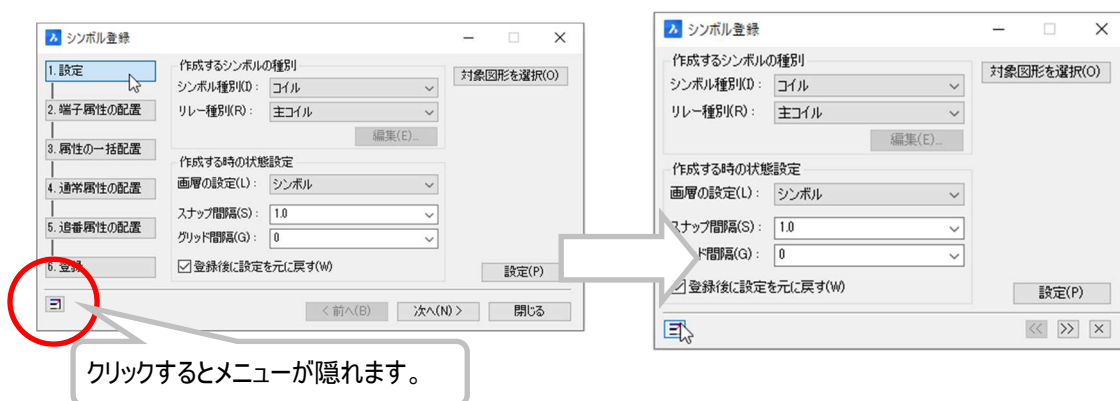 シンボル登録
1. 設定
2. 端子属性の配置
3. 属性の一括配置
4. 通常属性の配置
5. 追番属性の配置
6. 登録
作成するシンボルの種別
シンボル種別(I):
コイル
リレー種別(R):
主コイル
編集(E)...
対象図形を選択(O)
作成する時の状態設定
画層の設定(L):
シンボル
スナップ間隔(S):
1.0
グリッド間隔(G):
0
登録後に設定を元に戻す(W)
設定(P)
< 前へ(B)
次へ(N) >
閉じる
クリックするとメニューが隠れます。
シンボル登録
作成するシンボルの種別
シンボル種別(I):
コイル
リレー種別(R):
主コイル
編集(E)...
対象図形を選択(O)
作成する時の状態設定
画層の設定(L):
シンボル
スナップ間隔(S):
1.0
ド間隔(G):
0
登録後に設定を元に戻す(W)
設定(P)
<<
>>